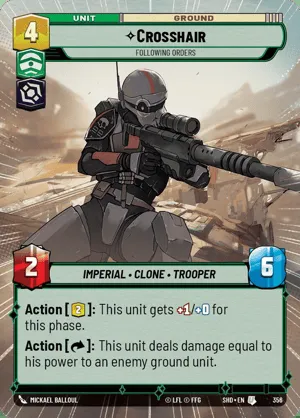 UNIT GROUND
4 ✧CROSSHAIR
FOLLOWING ORDERS
2 IMPERIAL • CLONE • TROOPER 6
Action [2]: This unit gets +1/+0 for
this phase.
Action [↷]: This unit deals damage equal to
his power to an enemy ground unit.
MICKAEL BALLOUL Ⓒ LFL Ⓒ FFG SHD • EN U 356